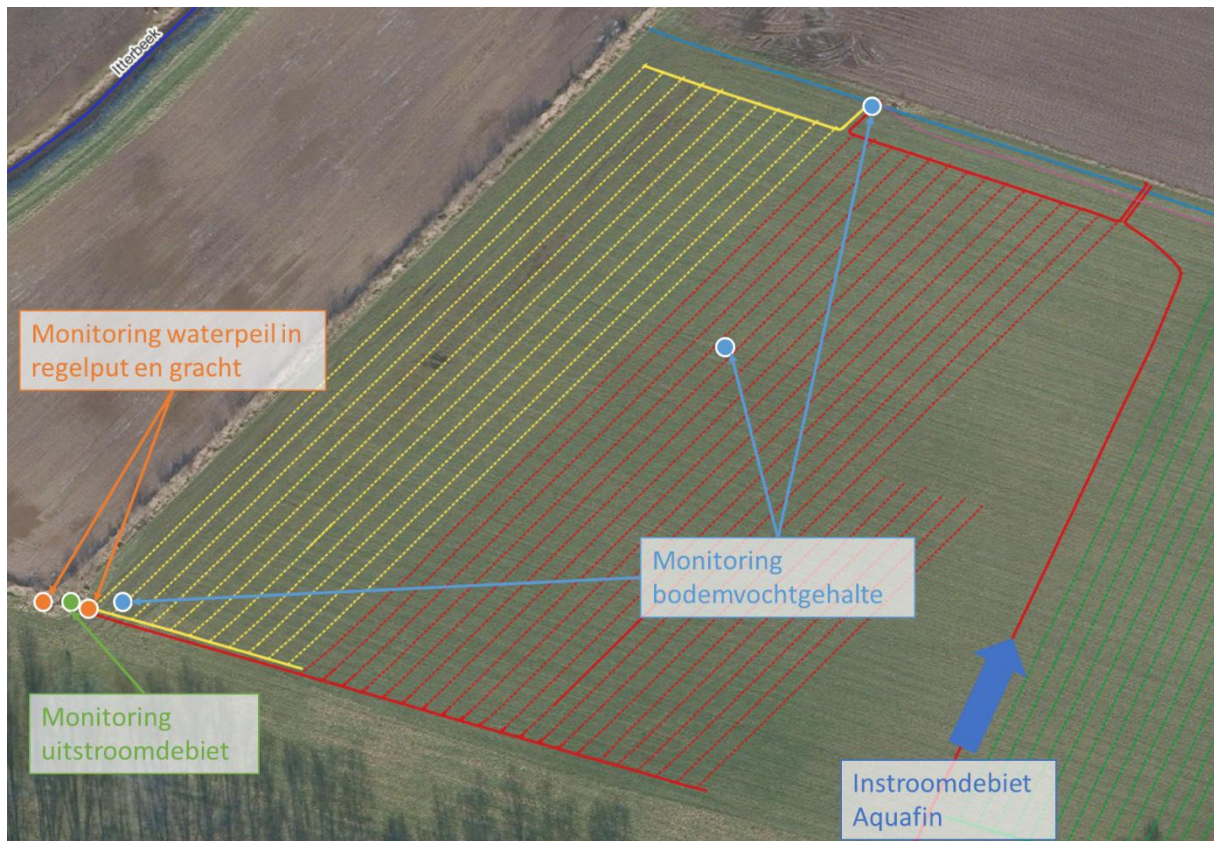 Itterbeek
Monitoring waterpeil in
regelput en gracht
Monitoring
bodemvochtgehalte
Monitoring
uitstroomdebiet
Instroomdebiet
Aquafin